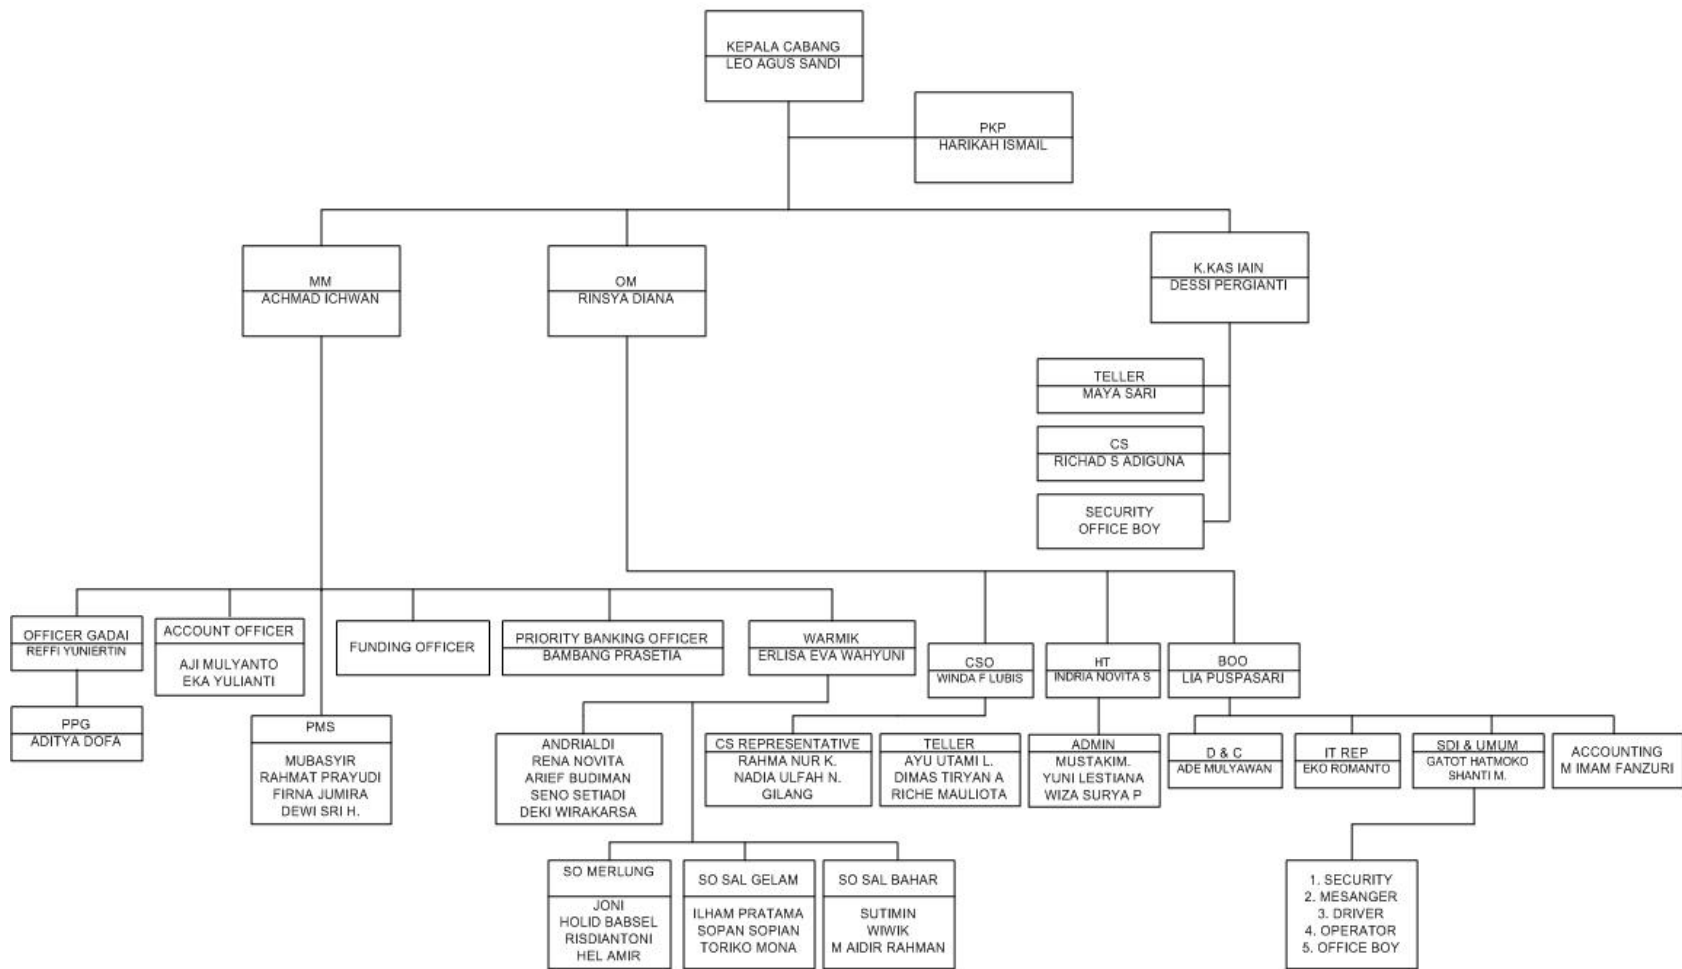 KEPALA CABANG
LEO AGUS SANDI
PKP
HARIKAH ISMAIL
MM
ACHMAD ICHWAN
OM
RINSYA DIANA
K.KAS IAIN
DESSI PERGIANTI
TELLER
MAYA SARI
CS
RICHAD S ADIGUNA
SECURITY
OFFICE BOY
OFFICER GADAI
REFFI YUNIERTIN
ACCOUNT OFFICER
AJI MULYANTO
EKA YULIANTI
FUNDING OFFICER
PRIORITY BANKING OFFICER
BAMBANG PRASETIA
WARMIK
ERLISA EVA WAHYUNI
CSO
WINDA F LUBIS
HT
INDRIA NOVITA S
BOO
LIA PUSPASARI
PPG
ADITYA DOFA
PMS
MUBASYIR
RAHMAT PRAYUDI
FIRNA JUMIRA
DEWI SRI H.
ANDRIALDI
RENA NOVITA
ARIEF BUDIMAN
SENO SETIADI
DEKI WIRAKARSA
CS REPRESENTATIVE
RAHMA NUR K.
NADIA ULFAH N.
GILANG
TELLER
AYU UTAMI L.
DIMAS TIRYAN A
RICHE MAULIOTA
ADMIN
MUSTAKIM.
YUNI LESTIANA
WIZA SURYA P
D & C
ADE MULYAWAN
IT REP
EKO ROMANTO
SDI & UMUM
GATOT HATMOKO
SHANTI M.
ACCOUNTING
M IMAM FANZURI
SO MERLUNG
JONI
HOLID BABSEL
RISDIANTONI
HEL AMIR
SO SAL GELAM
ILHAM PRATAMA
SOPAN SOPIAN
TORIKO MONA
SO SAL BAHAR
SUTIMIN
WIWIK
M AIDIR RAHMAN
1. SECURITY
2. MESANGER
3. DRIVER
4. OPERATOR
5. OFFICE BOY